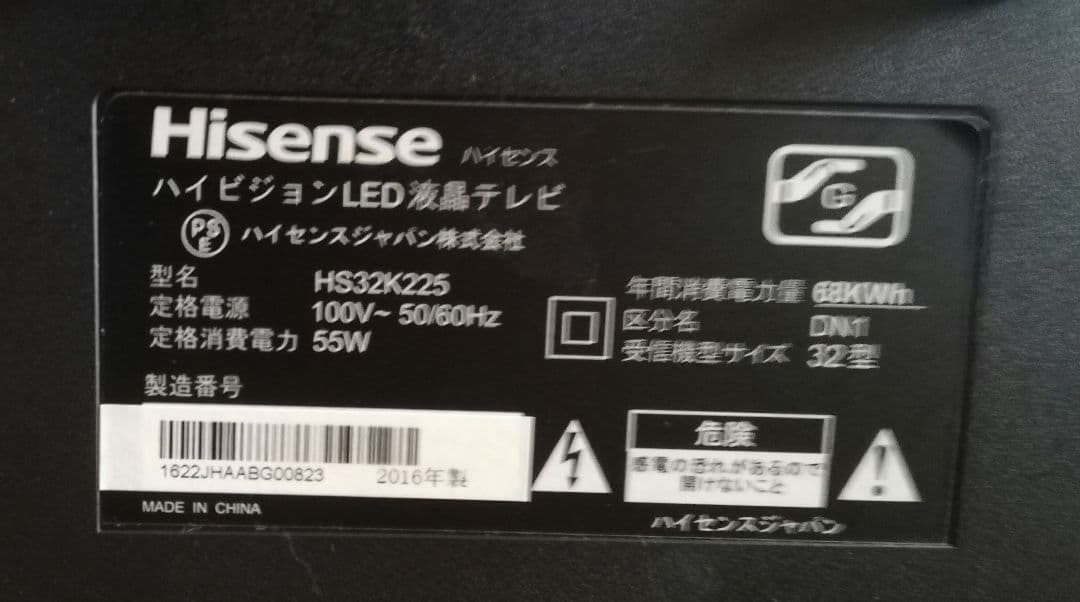 Hisense ハイセンス
ハイビジョンLED液晶テレビ
PSE ハイセンスジャパン株式会社
型名 HS32K225
定格電源 100V~ 50/60Hz
定格消費電力 55W
製造番号
1622JHAABG00823 2016年製
MADE IN CHINA
G
年間消費電力量 68KWh
区分名 DN1
受信機型サイズ 32型
危険
感電の恐れがあるので
開けないこと
ハイセンスジャパン